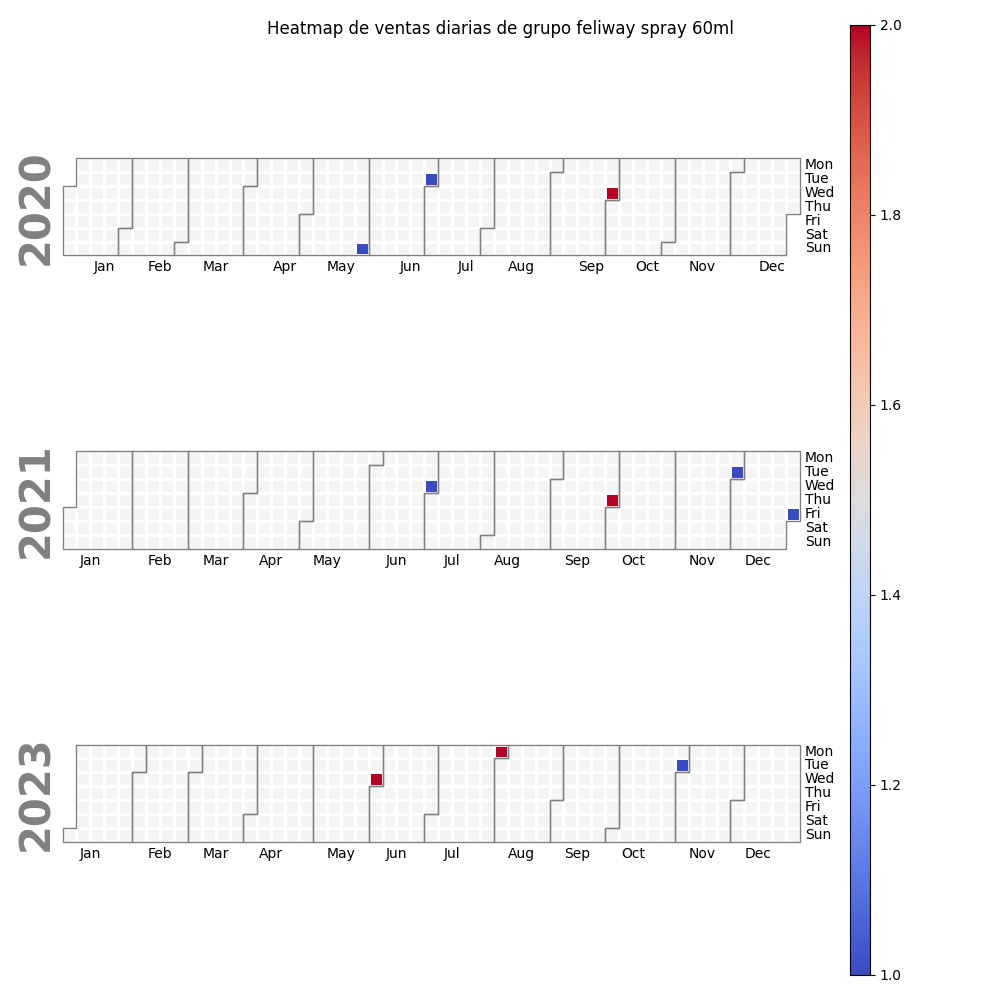 Heatmap de ventas diarias de grupo feliway spray 60ml
2020
Mon
Tue
Wed
Thu
Fri
Sat
Sun
Jan Feb Mar Apr May Jun Jul Aug Sep Oct Nov Dec
2021
Mon
Tue
Wed
Thu
Fri
Sat
Sun
Jan Feb Mar Apr May Jun Jul Aug Sep Oct Nov Dec
2023
Mon
Tue
Wed
Thu
Fri
Sat
Sun
Jan Feb Mar Apr May Jun Jul Aug Sep Oct Nov Dec
2.0
1.8
1.6
1.4
1.2
1.0